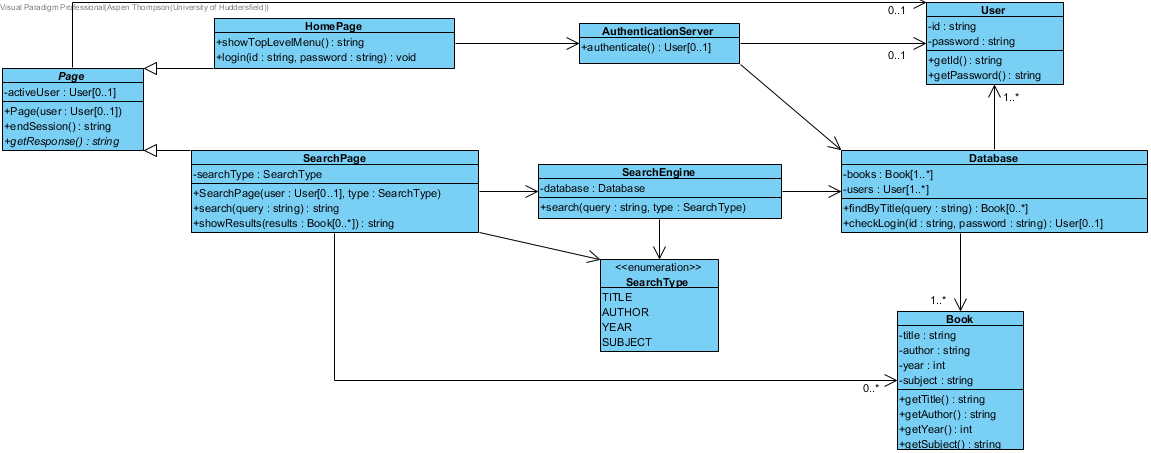 Visual Paradigm Professional(Aspen Thompson(University of Huddersfield))
0..1
User
-id : string
-password : string
+getId() : string
+getPassword() : string
HomePage
+showTopLevelMenu() : string
+login(id : string, password : string) : void
AuthenticationServer
+authenticate() : User[0..1]
0..1
Page
-activeUser : User[0..1]
+Page(user : User[0..1])
+endSession() : string
+getResponse() : string
1..*
SearchPage
-searchType : SearchType
+SearchPage(user : User[0..1], type : SearchType)
+search(query : string) : string
+showResults(results : Book[0..*]) : string
SearchEngine
-database : Database
+search(query : string, type : SearchType)
Database
-books : Book[1..*]
-users : User[1..*]
+findByTitle(query : string) : Book[0..*]
+checkLogin(id : string, password : string) : User[0..1]
<<enumeration>>
SearchType
TITLE
AUTHOR
YEAR
SUBJECT
1..*
Book
-title : string
-author : string
-year : int
-subject : string
+getTitle() : string
+getAuthor() : string
+getYear() : int
+getSubject() : string
0..*